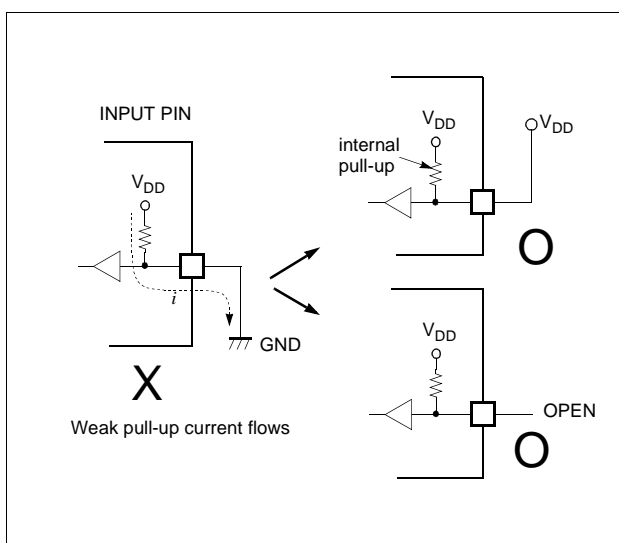 INPUT PIN
VDD
i
GND
X
Weak pull-up current flows
internal
pull-up
VDD
VDD
O
VDD
OPEN
O